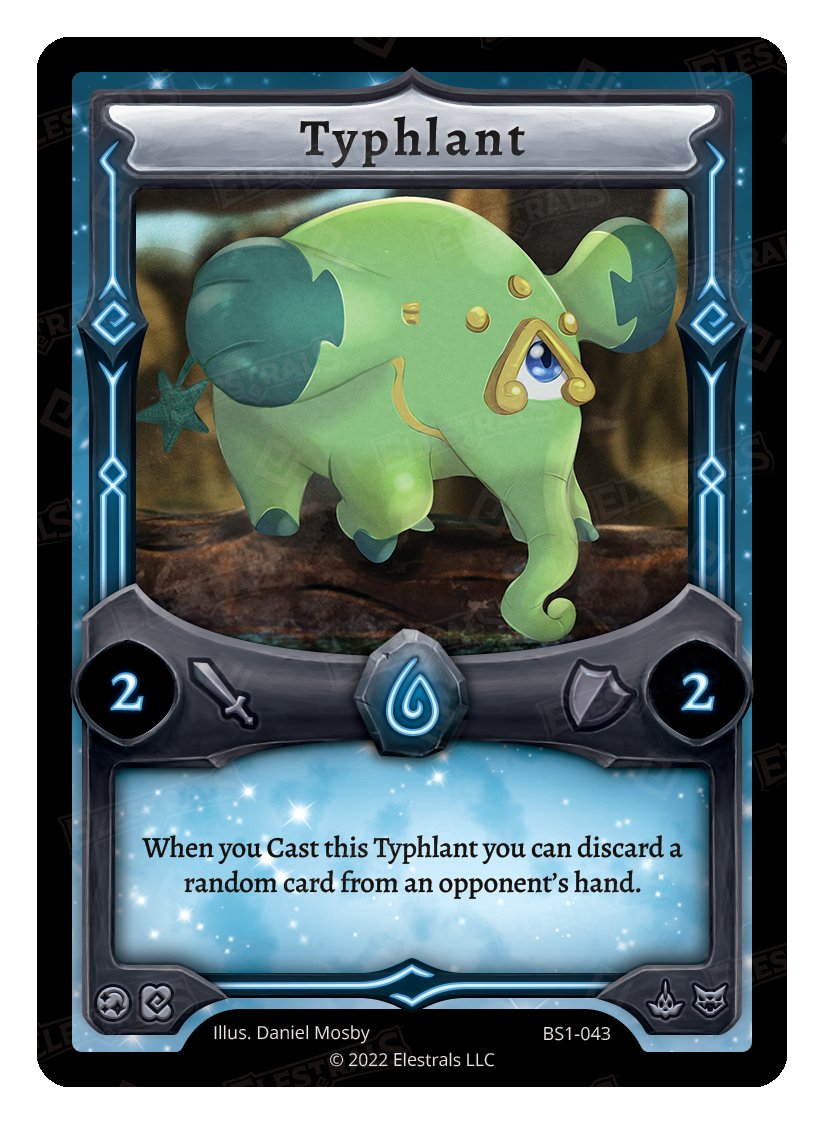 Typhlant
2
2
When you Cast this Typhlant you can discard a
random card from an opponent's hand.
Illus. Daniel Mosby
BS1-043
© 2022 Elestrals LLC